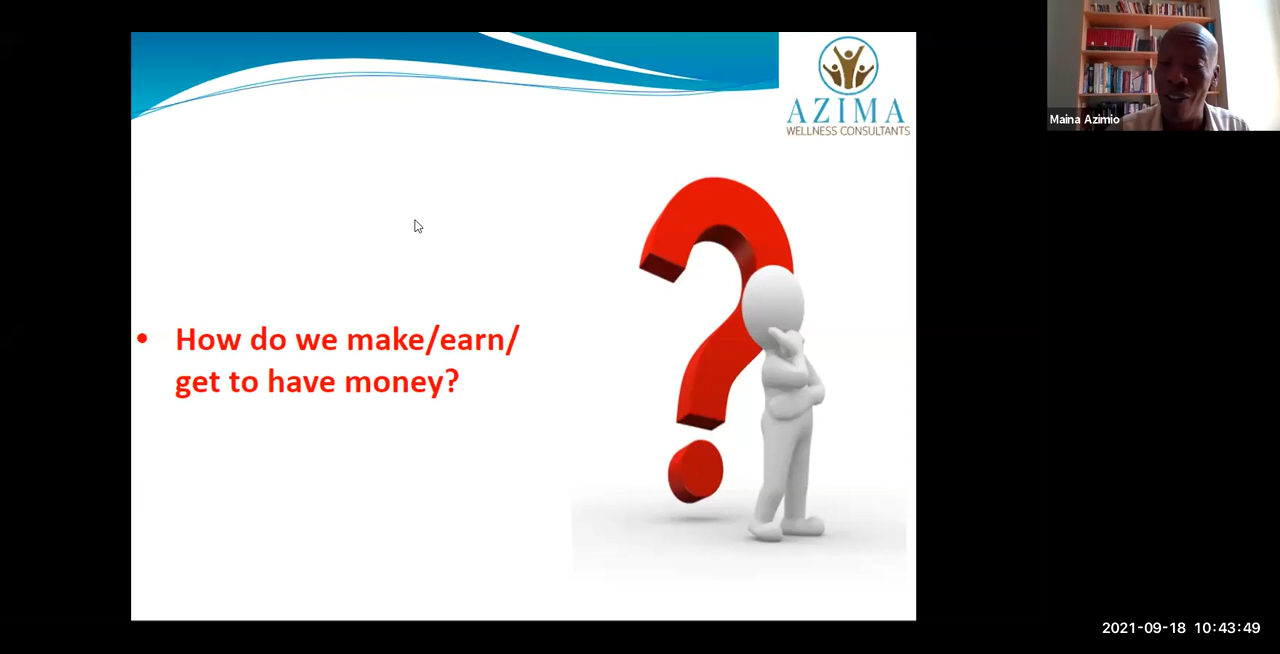 AZIMA
WELLNESS CONSULTANTS
Maina Azimio
• How do we make/earn/
get to have money?
2021-09-18 10:43:49